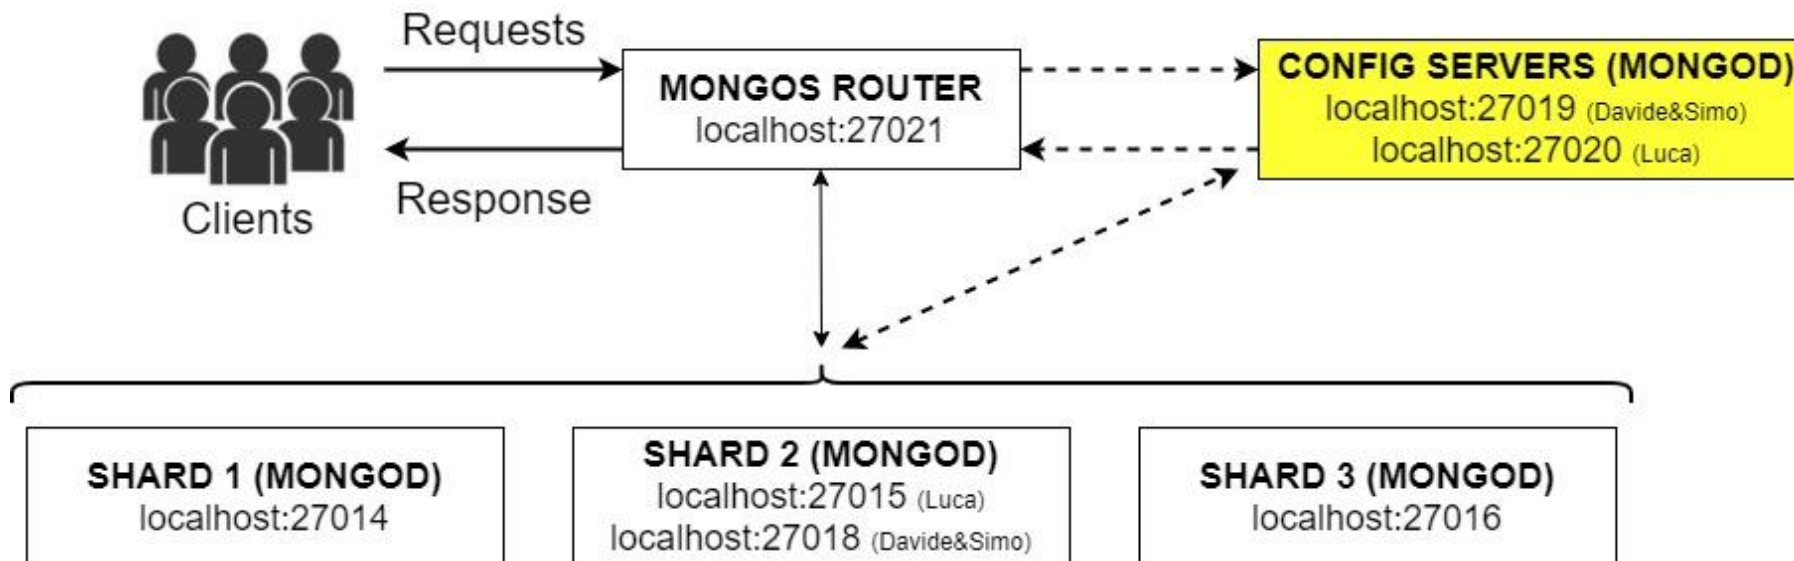 Requests
Response
Clients
MONGOS ROUTER
localhost:27021
CONFIG SERVERS (MONGOD)
localhost:27019 (Davide&Simo)
localhost:27020 (Luca)
SHARD 1 (MONGOD)
localhost:27014
SHARD 2 (MONGOD)
localhost:27015 (Luca)
localhost:27018 (Davide&Simo)
SHARD 3 (MONGOD)
localhost:27016